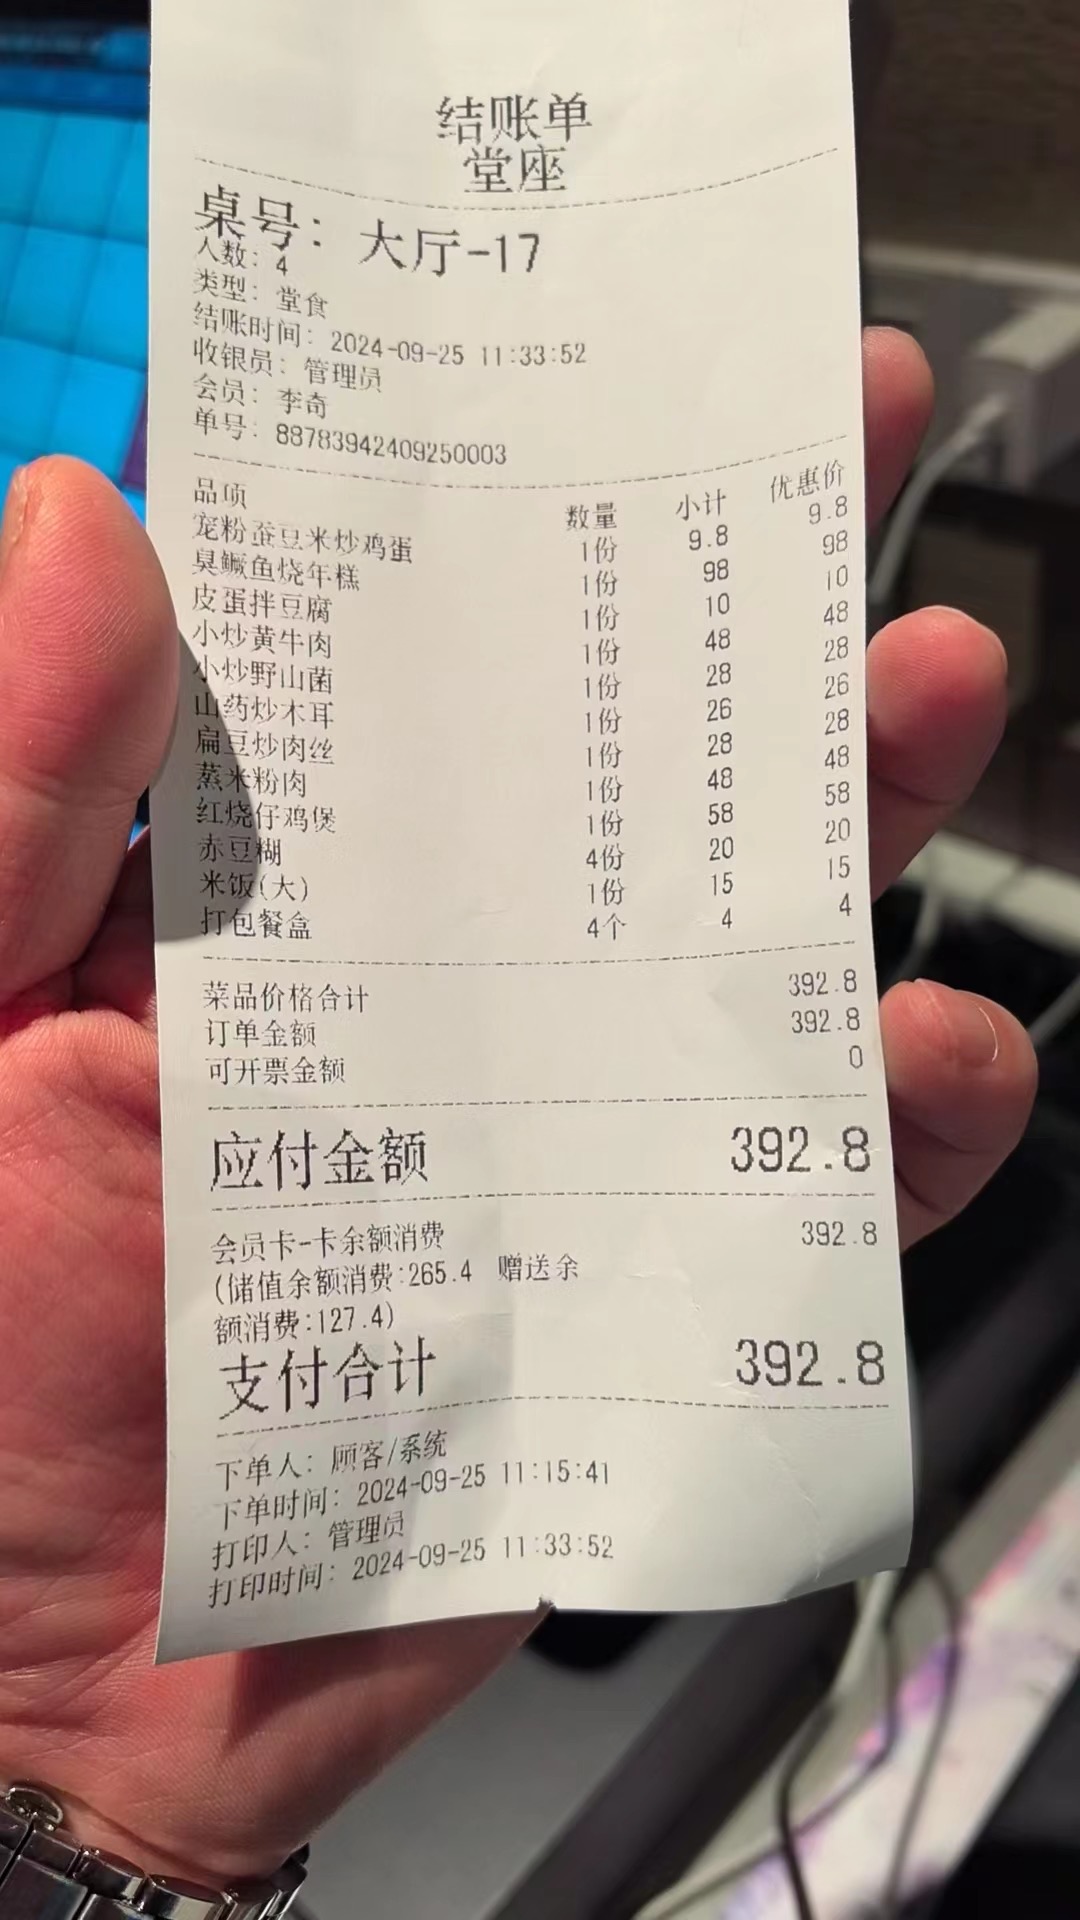 结账单
堂座
桌号：大厅-17
人数：4
类型：堂食
结账时间：2024-09-25 11:33:52
收银员：管理员
会员：李奇
单号：88783942409250003
品项 数量 小计 优惠价
宠粉蚕豆米炒鸡蛋 1份 9.8 9.8
臭鳜鱼烧年糕 1份 98 98
皮蛋拌豆腐 1份 10 10
小炒黄牛肉 1份 48 48
小炒野山菌 1份 28 28
山药炒木耳 1份 26 26
扁豆炒肉丝 1份 28 28
蒸米粉肉 1份 48 48
红烧仔鸡煲 1份 58 58
赤豆糊 4份 20 20
米饭(大) 1份 15 15
打包餐盒 4个 4 4
菜品价格合计 392.8
订单金额 392.8
可开票金额 0
应付金额 392.8
会员卡-卡余额消费 392.8
(储值余额消费:265.4 赠送余
额消费:127.4)
支付合计 392.8
下单人：顾客/系统
下单时间：2024-09-25 11:15:41
打印人：管理员
打印时间：2024-09-25 11:33:52